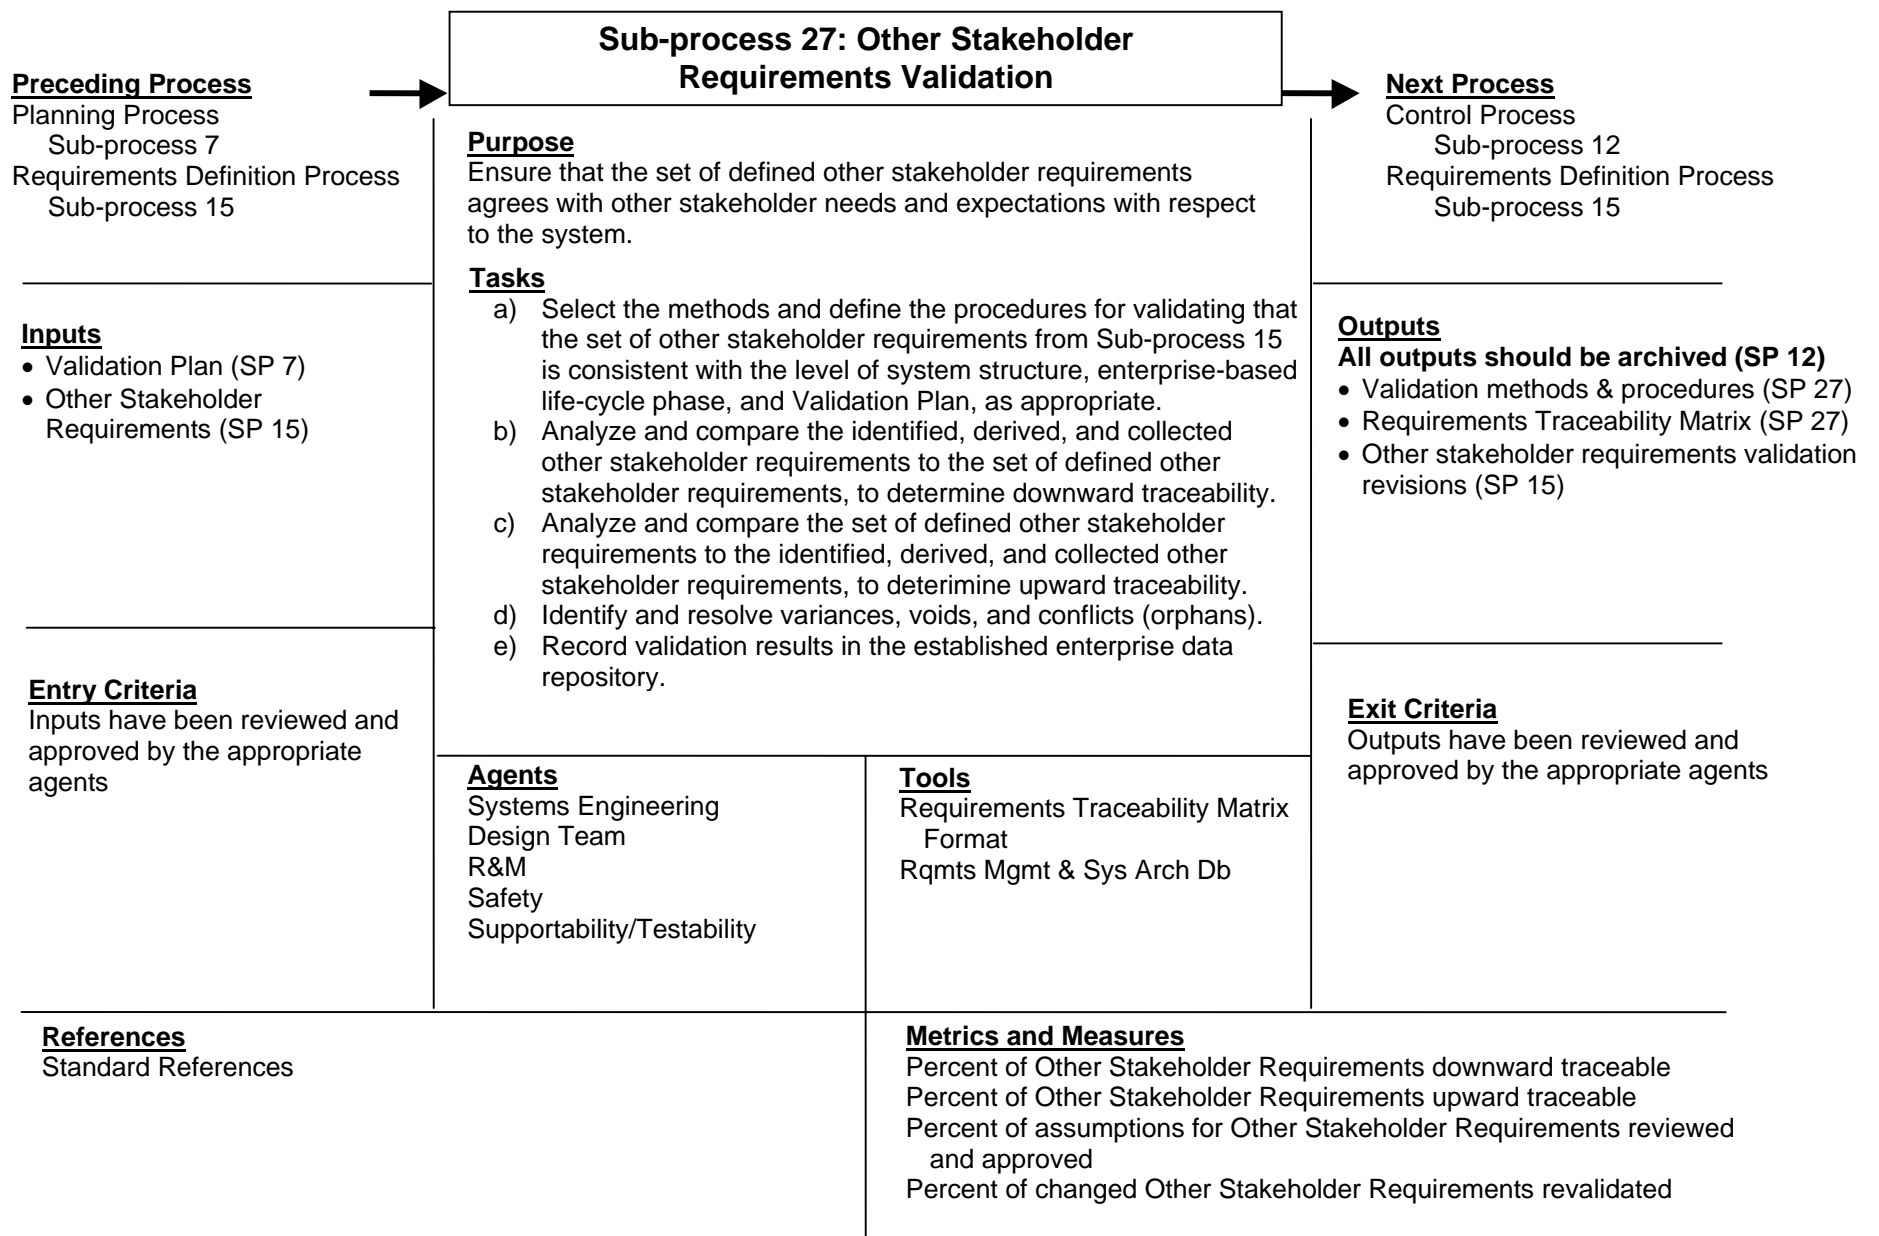 Sub-process 27: Other Stakeholder
Requirements Validation
Preceding Process
Planning Process
Sub-process 7
Requirements Definition Process
Sub-process 15
Next Process
Control Process
Sub-process 12
Requirements Definition Process
Sub-process 15
Purpose
Ensure that the set of defined other stakeholder requirements
agrees with other stakeholder needs and expectations with respect
to the system.
Tasks
a) Select the methods and define the procedures for validating that
the set of other stakeholder requirements from Sub-process 15
is consistent with the level of system structure, enterprise-based
life-cycle phase, and Validation Plan, as appropriate.
b) Analyze and compare the identified, derived, and collected
other stakeholder requirements to the set of defined other
stakeholder requirements, to determine downward traceability.
c) Analyze and compare the set of defined other stakeholder
requirements to the identified, derived, and collected other
stakeholder requirements, to deterimine upward traceability.
d) Identify and resolve variances, voids, and conflicts (orphans).
e) Record validation results in the established enterprise data
repository.
Inputs
• Validation Plan (SP 7)
• Other Stakeholder
Requirements (SP 15)
Outputs
All outputs should be archived (SP 12)
• Validation methods & procedures (SP 27)
• Requirements Traceability Matrix (SP 27)
• Other stakeholder requirements validation
revisions (SP 15)
Entry Criteria
Inputs have been reviewed and
approved by the appropriate
agents
Exit Criteria
Outputs have been reviewed and
approved by the appropriate agents
Agents
Systems Engineering
Design Team
R&M
Safety
Supportability/Testability
Tools
Requirements Traceability Matrix
Format
Rqmts Mgmt & Sys Arch Db
References
Standard References
Metrics and Measures
Percent of Other Stakeholder Requirements downward traceable
Percent of Other Stakeholder Requirements upward traceable
Percent of assumptions for Other Stakeholder Requirements reviewed
and approved
Percent of changed Other Stakeholder Requirements revalidated